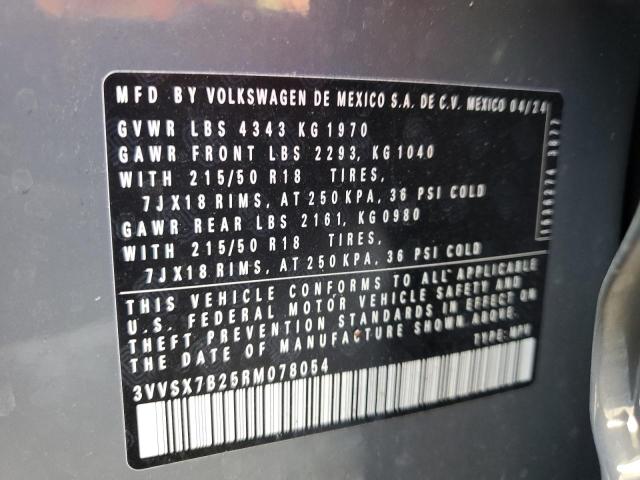 MFD BY VOLKSWAGEN DE MEXICO S.A. DE C.V. MEXICO 04/24
GVWR LBS 4343 KG 1970
GAWR FRONT LBS 2293, KG 1040
WITH 215/50 R18 TIRES,
7JX18 RIMS, AT 250 KPA, 36 PSI COLD
GAWR REAR LBS 2161, KG 0980
WITH 215/50 R18 TIRES,
7JX18 RIMS, AT 250 KPA, 36 PSI COLD
THIS VEHICLE CONFORMS TO ALL APPLICABLE
U.S. FEDERAL MOTOR VEHICLE SAFETY AND
THEFT PREVENTION STANDARDS IN EFFECT ON
THE DATE OF MANUFACTURE SHOWN ABOVE.
TYPE: MPV
3VVSX7B25RM078054